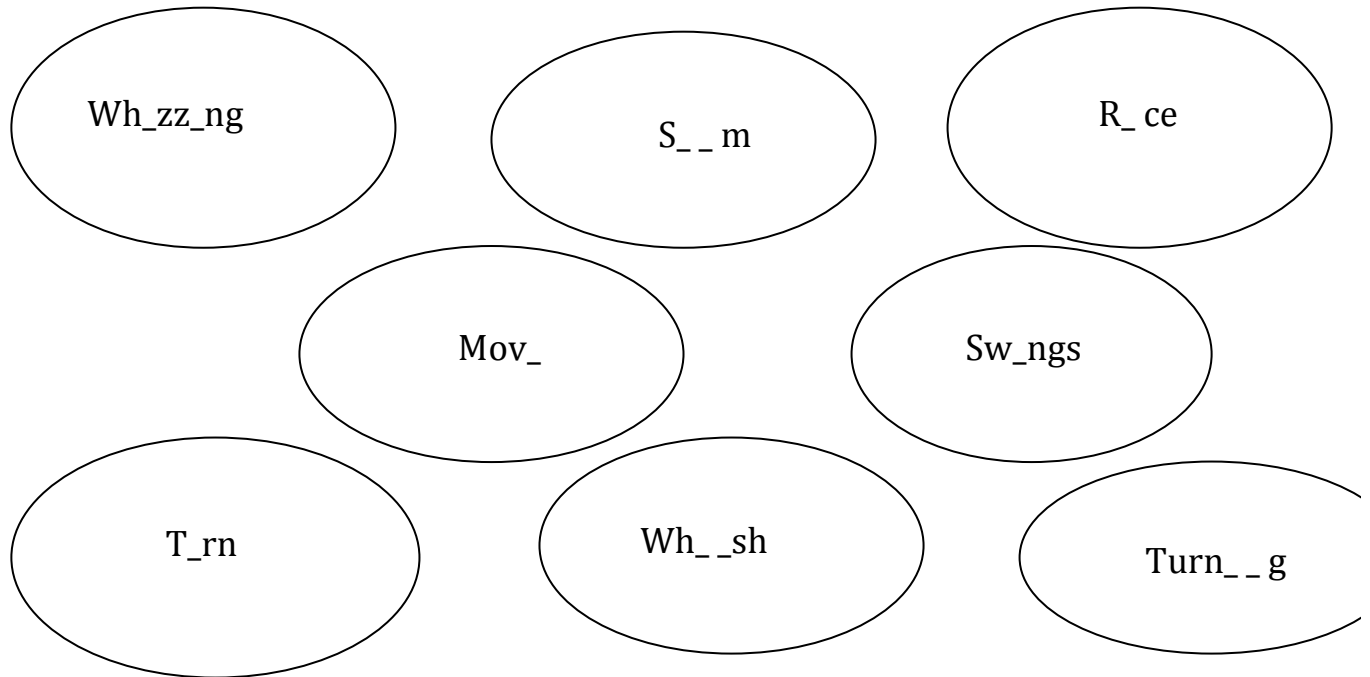 Wh_zz_ng
S_ _ m
R_ ce
Mov_
Sw_ngs
T_rn
Wh_ _sh
Turn_ _ g